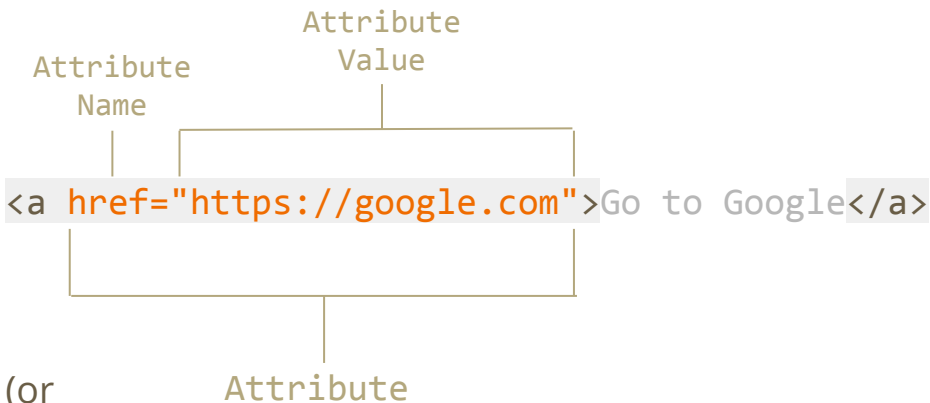 Attribute
Value
Attribute
Name
<a href="https://google.com">Go to Google</a>
(or
Attribute